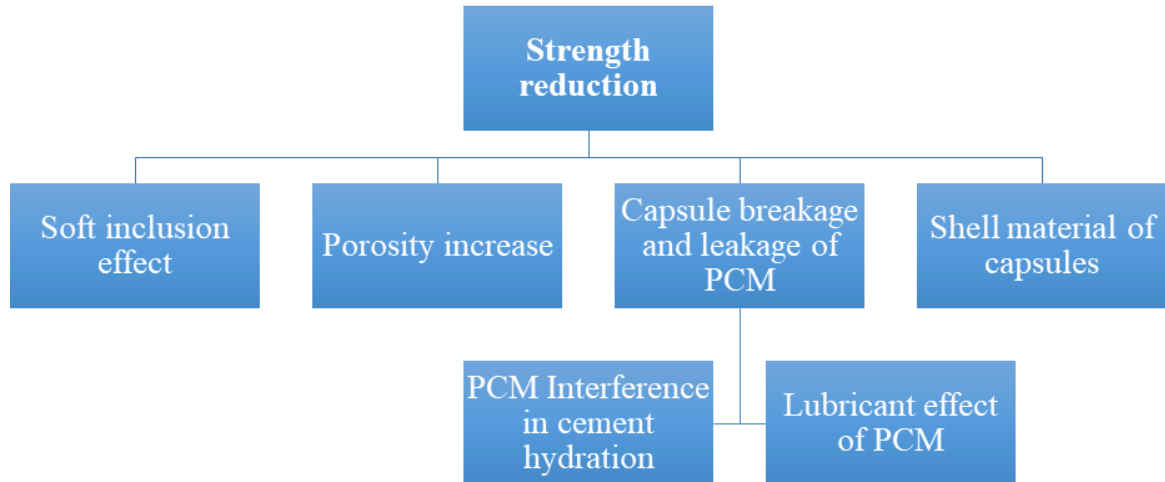 Strength
reduction
Soft inclusion
effect
Porosity increase
Capsule breakage
and leakage of
PCM
Shell material of
capsules
PCM Interference
in cement
hydration
Lubricant effect
of PCM